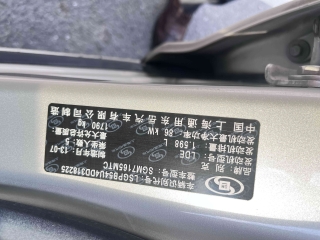 中国 上海通用东岳汽车有限公司制造
品牌 别克
整车型号 SGM7165MTC
发动机型号 LDE
发动机排量 1.598 L
发动机最大净功率 86 kW
最大允许总质量 1790 kg
乘坐人数 5
制造年月 13-07
车辆识别代号